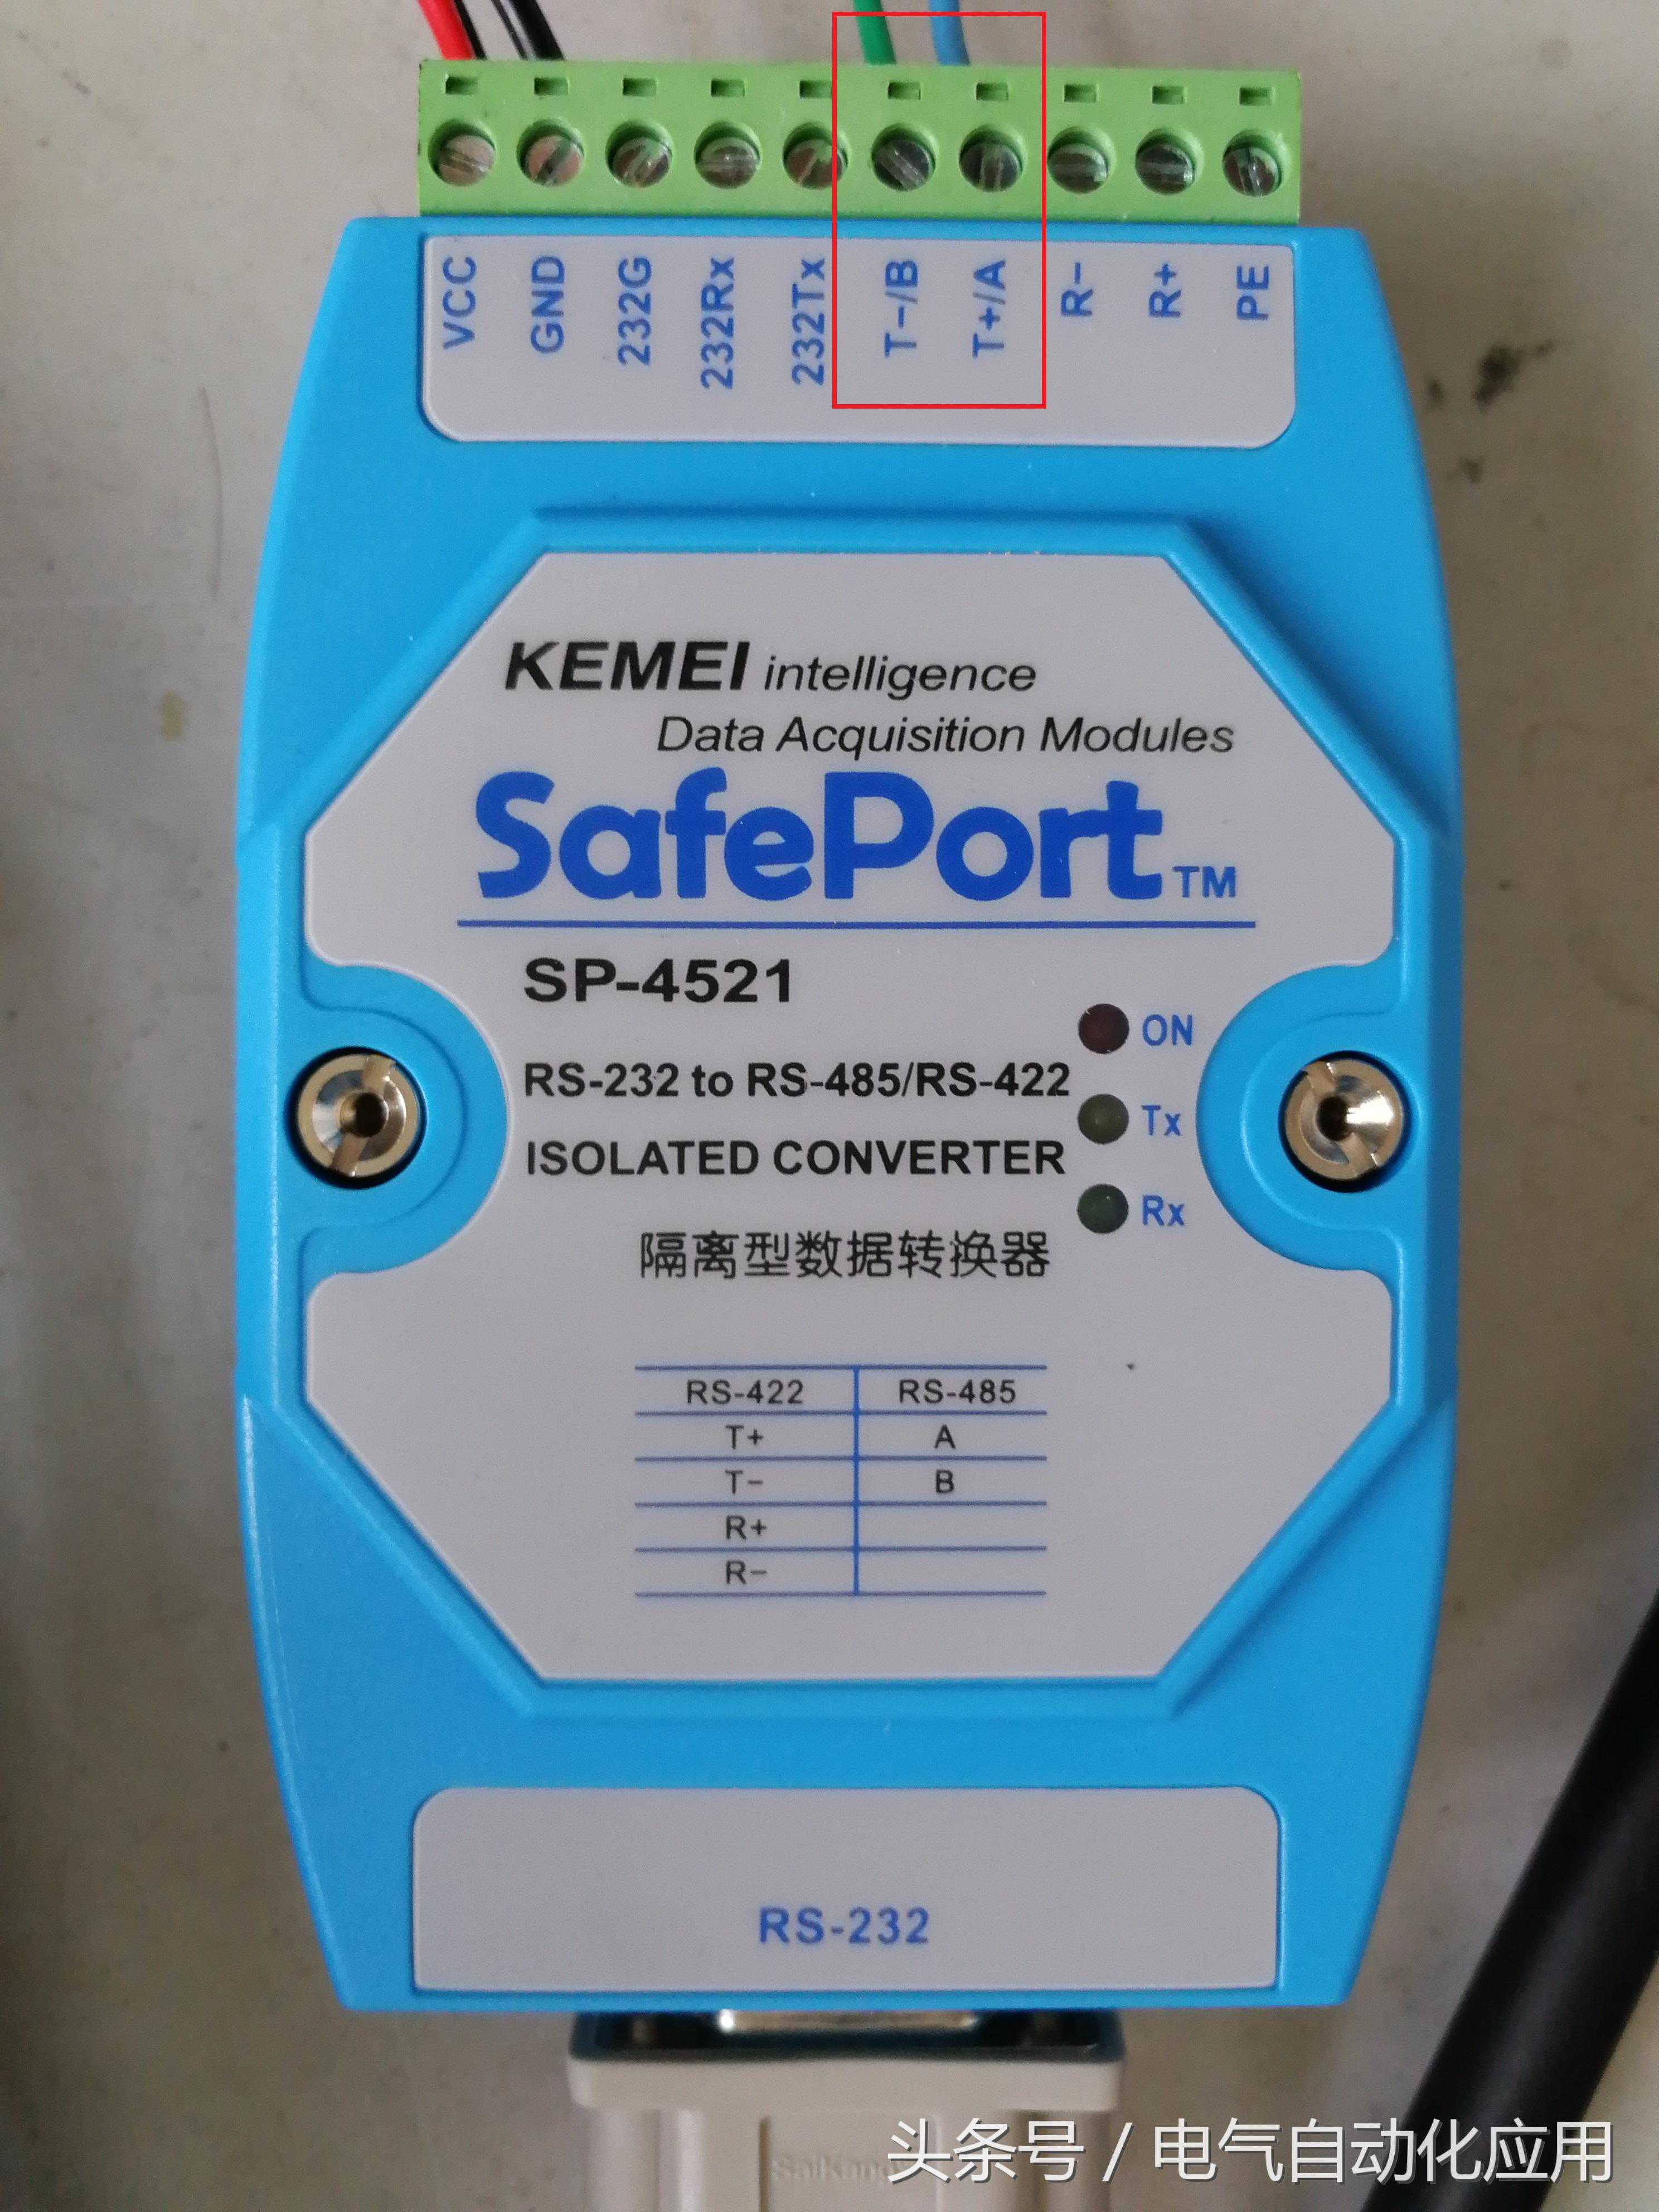 VCC GND 232G 232Rx 232Tx T-/B T+/A R- R+ PE
KEMEI intelligence
Data Acquisition Modules
SafePort TM
SP-4521
ON
RS-232 to RS-485/RS-422
Tx
ISOLATED CONVERTER
Rx
隔离型数据转换器
RS-422 RS-485
T+ A
T- B
R+
R-
RS-232
头条号 / 电气自动化应用